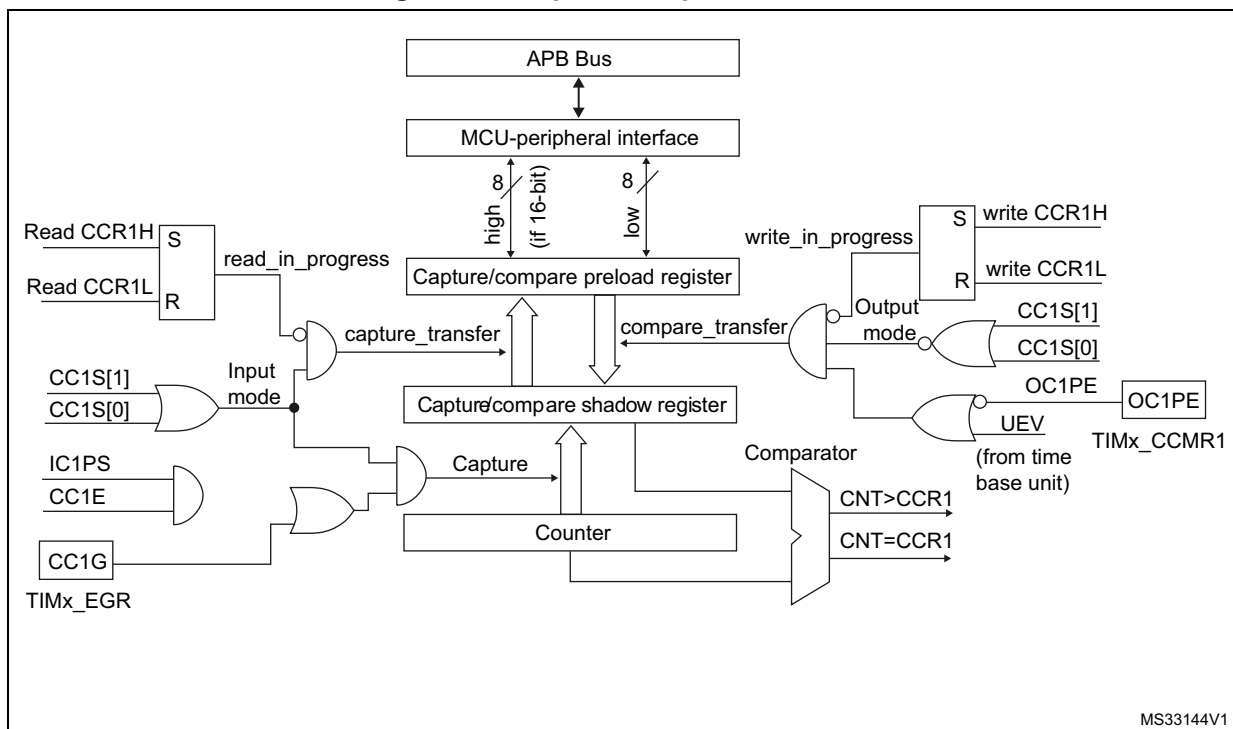 APB Bus
MCU-peripheral interface
8
high
(if 16-bit)
8
low
Read CCR1H
S
read_in_progress
Read CCR1L
R
write_in_progress
S
write CCR1H
R
write CCR1L
Capture/compare preload register
capture_transfer
compare_transfer
Output
mode
CC1S[1]
CC1S[0]
CC1S[1]
CC1S[0]
Input
mode
Capture/compare shadow register
OC1PE
OC1PE
UEV
TIMx_CCMR1
(from time
base unit)
IC1PS
CC1E
Capture
Comparator
CNT>CCR1
CNT=CCR1
Counter
CC1G
TIMx_EGR
MS33144V1